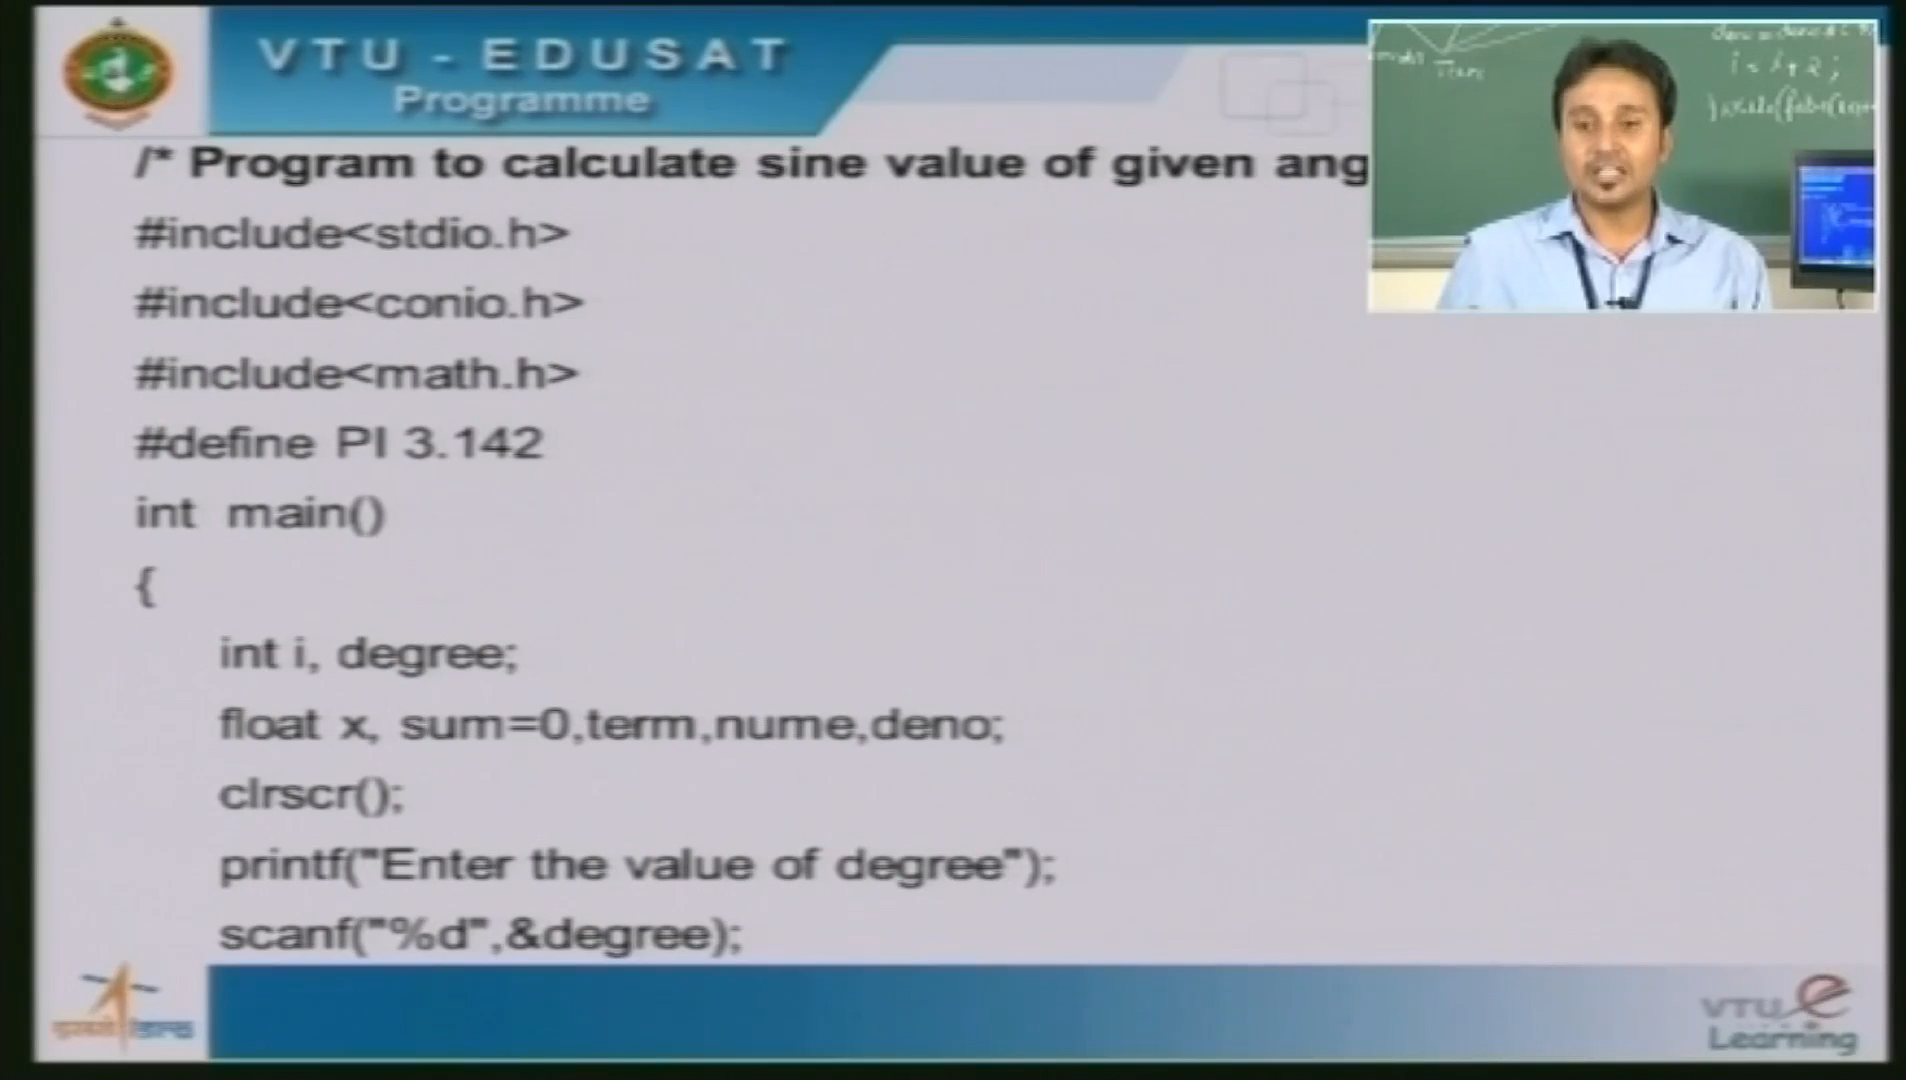 VTU - EDUSAT
Programme
/* Program to calculate sine value of given ang
#include<stdio.h>
#include<conio.h>
#include<math.h>
#define PI 3.142
int main()
{
int i, degree;
float x, sum=0,term,nume,deno;
clrscr();
printf("Enter the value of degree");
scanf("%d",&degree);
i = i + 2 ;
VTU e
Learning